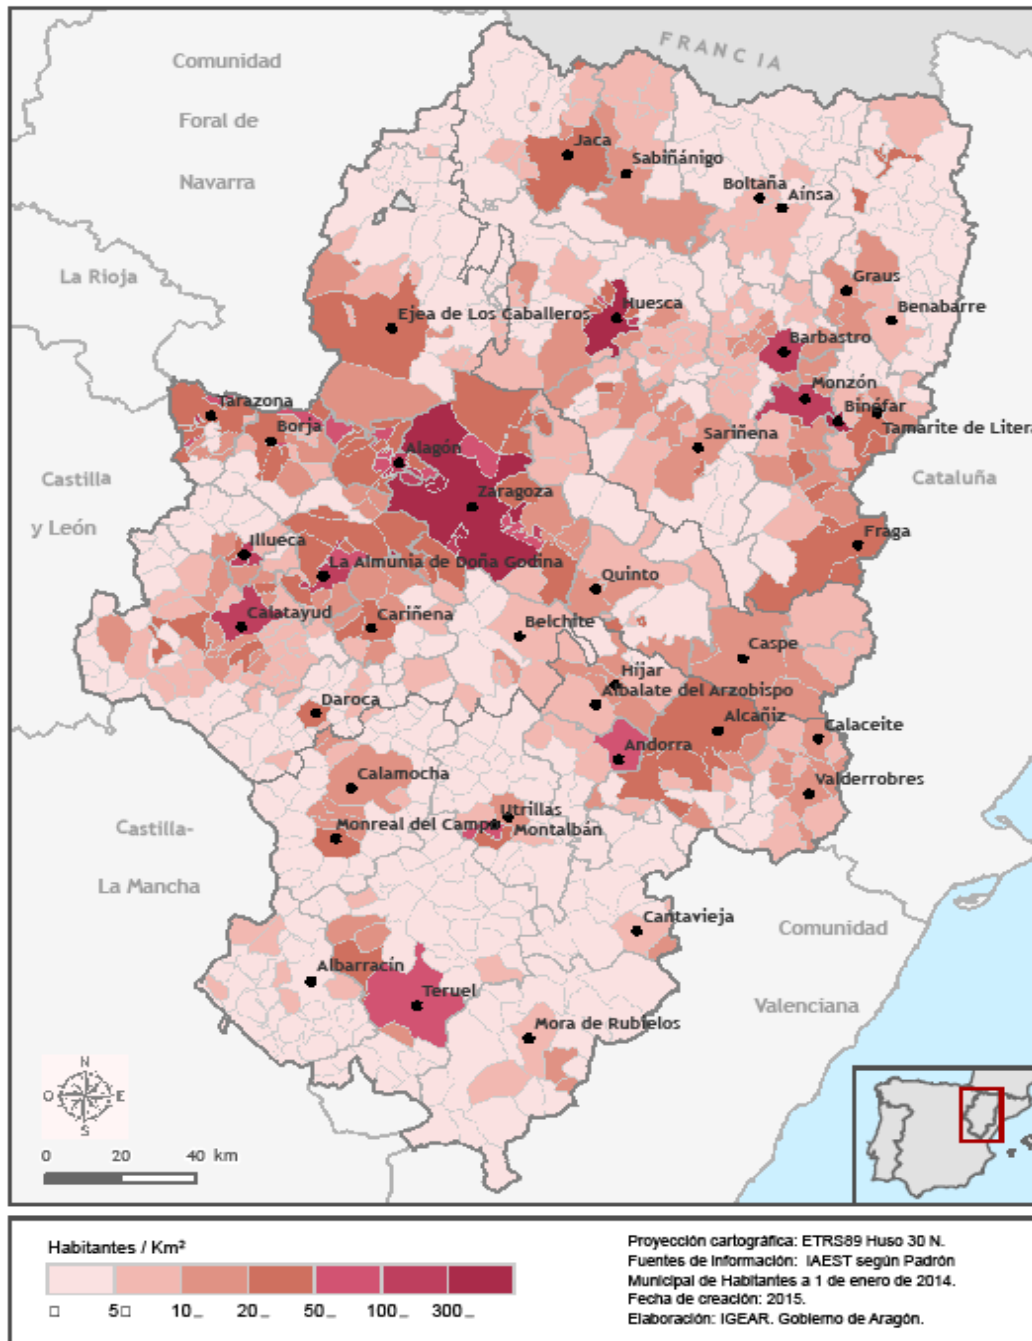 FRANCIA
Comunidad
Foral de
Navarra
Jaca
Sabiñánigo
Boltaña
Aínsa
La Rioja
Graus
Huesca
Ejea de Los Caballeros
Benabarre
Barbastro
Monzón
Tarazona
Binéfar
Borja
Tamarite de Litera
Sariñena
Alagón
Castilla
y León
Cataluña
Zaragoza
Illueca
Fraga
La Almunia de Doña Godina
Quinto
Calatayud
Cariñena
Belchite
Caspe
Híjar
Albalate del Arzobispo
Daroca
Alcañiz
Calaceite
Andorra
Calamocha
Valderrobres
Utrillas
Monreal del Campo
Montalbán
Castilla-
La Mancha
Cantavieja
Comunidad
Valenciana
Albarracín
Teruel
Mora de Rubielos
N
O
E
S
0 20 40 km
Habitantes / Km²
5 10_ 20_ 50_ 100_ 300_
Proyección cartográfica: ETRS89 Huso 30 N.
Fuentes de Información: IAEST según Padrón
Municipal de Habitantes a 1 de enero de 2014.
Fecha de creación: 2015.
Elaboración: IGEAR. Gobierno de Aragón.